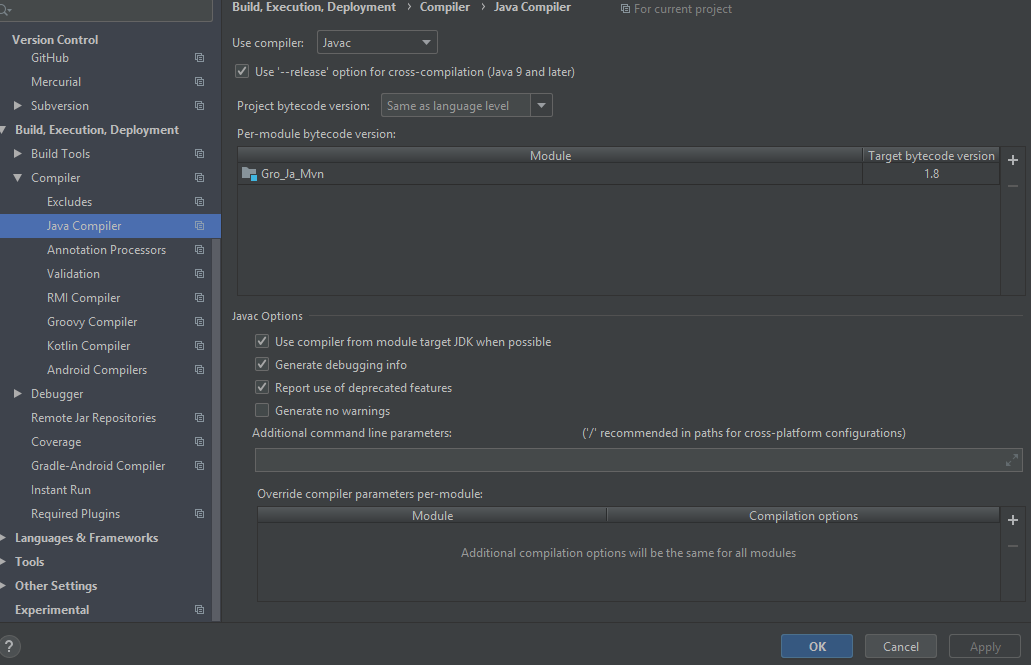 Version Control
GitHub
Mercurial
Subversion
Build, Execution, Deployment
Build Tools
Compiler
Excludes
Java Compiler
Annotation Processors
Validation
RMI Compiler
Groovy Compiler
Kotlin Compiler
Android Compilers
Debugger
Remote Jar Repositories
Coverage
Gradle-Android Compiler
Instant Run
Required Plugins
Languages & Frameworks
Tools
Other Settings
Experimental
Build, Execution, Deployment › Compiler › Java Compiler For current project
Use compiler: Javac
Use '--release' option for cross-compilation (Java 9 and later)
Project bytecode version: Same as language level
Per-module bytecode version:
Module Target bytecode version
Gro_Ja_Mvn 1.8
Javac Options
Use compiler from module target JDK when possible
Generate debugging info
Report use of deprecated features
Generate no warnings
Additional command line parameters: ('/' recommended in paths for cross-platform configurations)
Override compiler parameters per-module:
Module Compilation options
Additional compilation options will be the same for all modules
? OK Cancel Apply